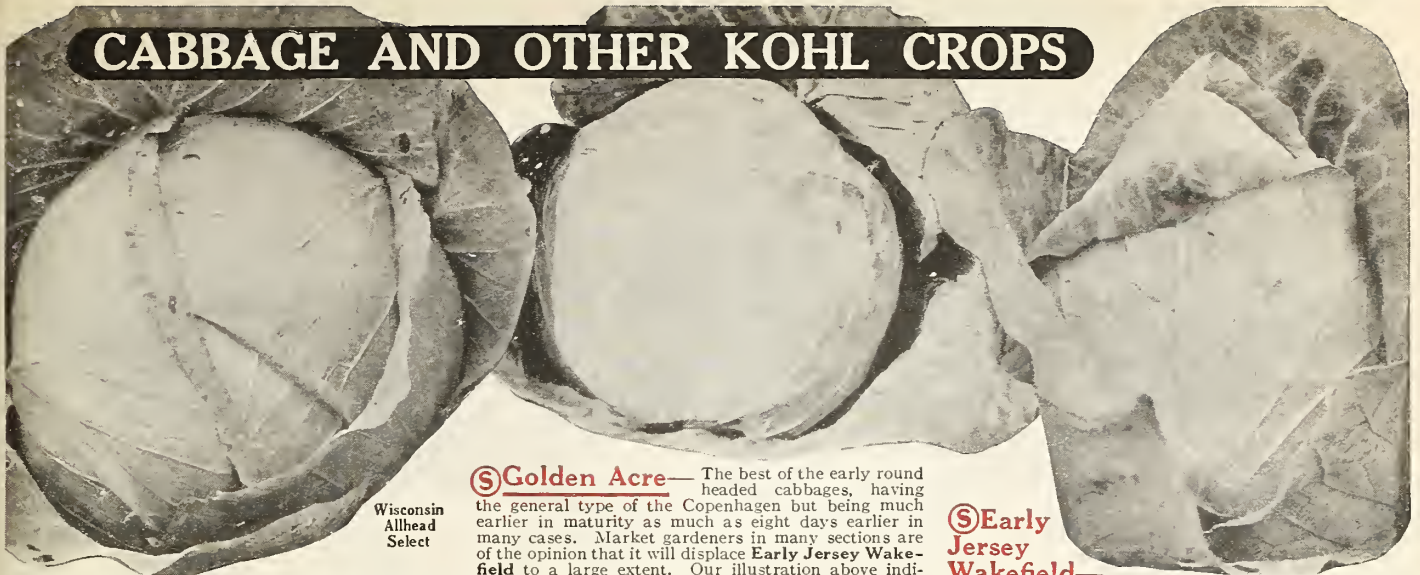 CABBAGE AND OTHER KOHL CROPS
Wisconsin
Allhead
Select
ⓈGolden Acre— The best of the early round
headed cabbages, having
the general type of the Copenhagen but being much
earlier in maturity as much as eight days earlier in
many cases. Market gardeners in many sections are
of the opinion that it will displace Early Jersey Wake-
field to a large extent. Our illustration above indi-
ⓈEarly
Jersey
Wakefield—